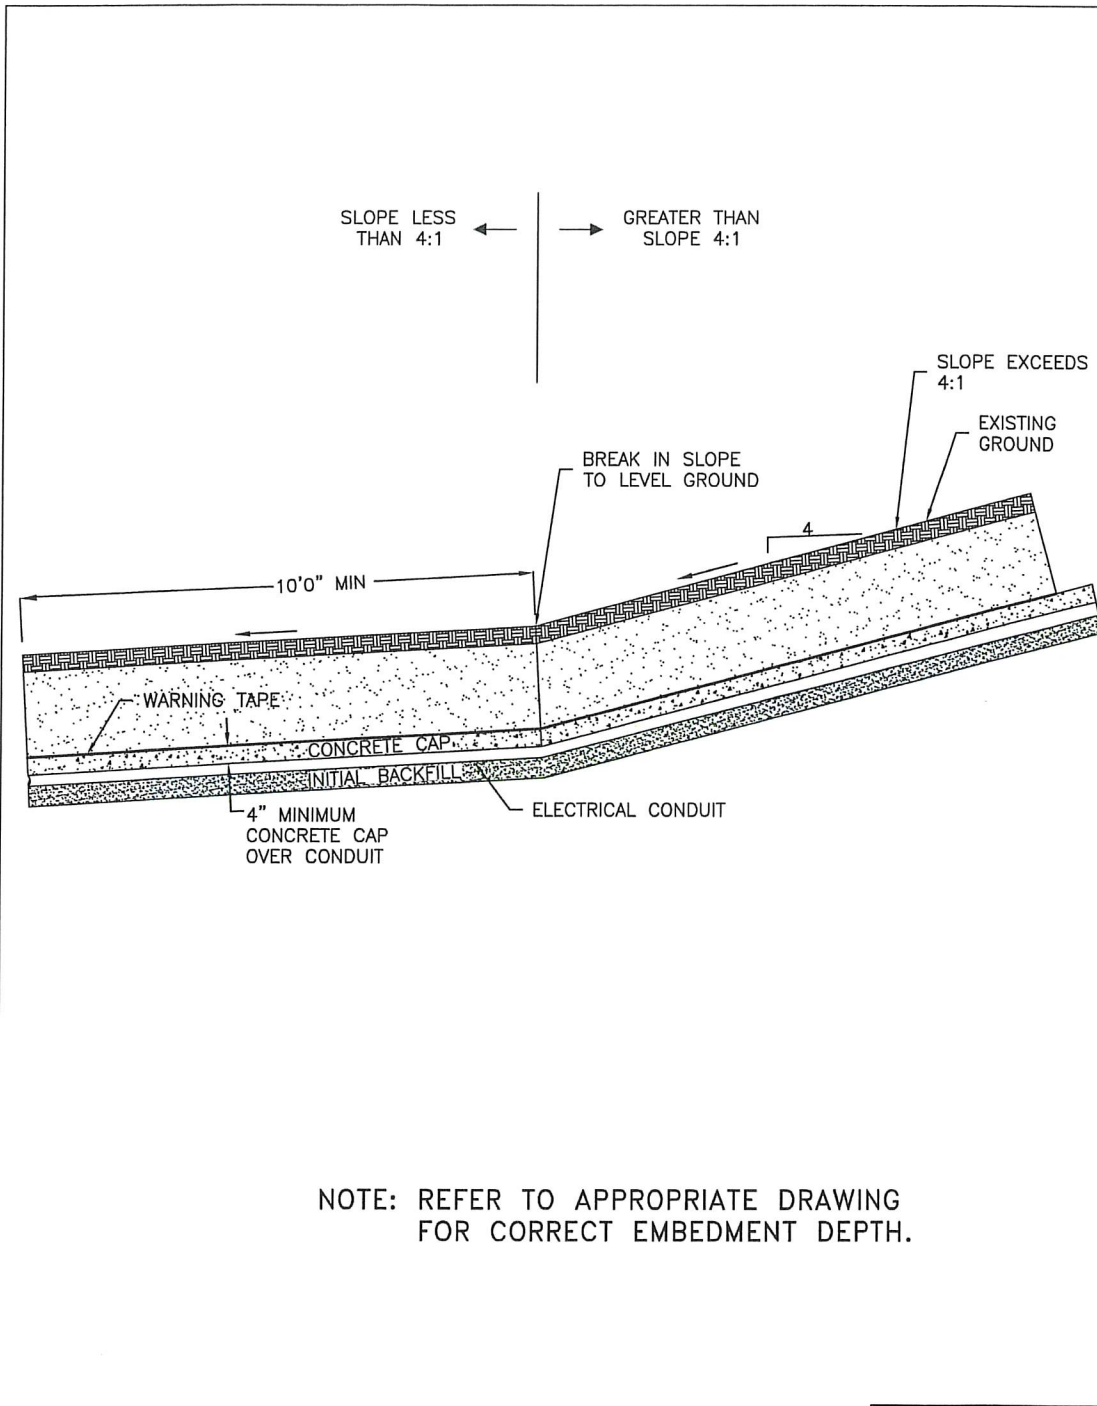 SLOPE LESS
THAN 4:1
GREATER THAN
SLOPE 4:1
SLOPE EXCEEDS
4:1
EXISTING
GROUND
BREAK IN SLOPE
TO LEVEL GROUND
4
10'0" MIN
WARNING TAPE
CONCRETE CAP
INITIAL BACKFILL
ELECTRICAL CONDUIT
4" MINIMUM
CONCRETE CAP
OVER CONDUIT
NOTE: REFER TO APPROPRIATE DRAWING
FOR CORRECT EMBEDMENT DEPTH.